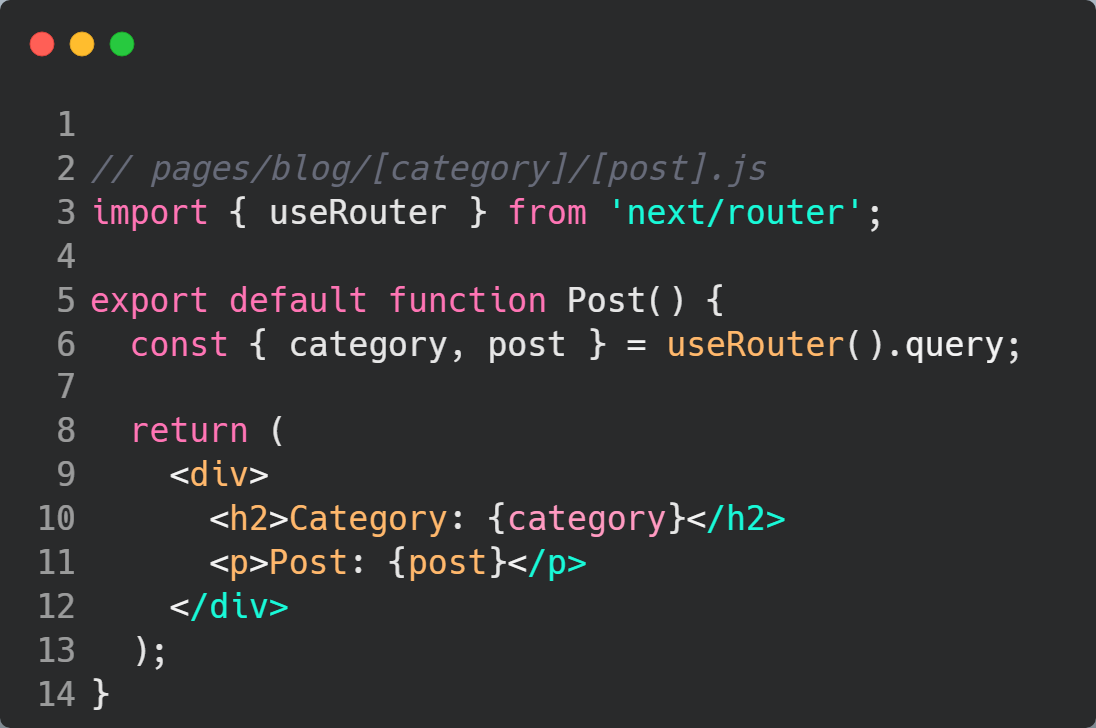 1
2 // pages/blog/[category]/[post].js
3 import { useRouter } from 'next/router';
4
5 export default function Post() {
6   const { category, post } = useRouter().query;
7
8   return (
9     <div>
10       <h2>Category: {category}</h2>
11       <p>Post: {post}</p>
12     </div>
13   );
14 }